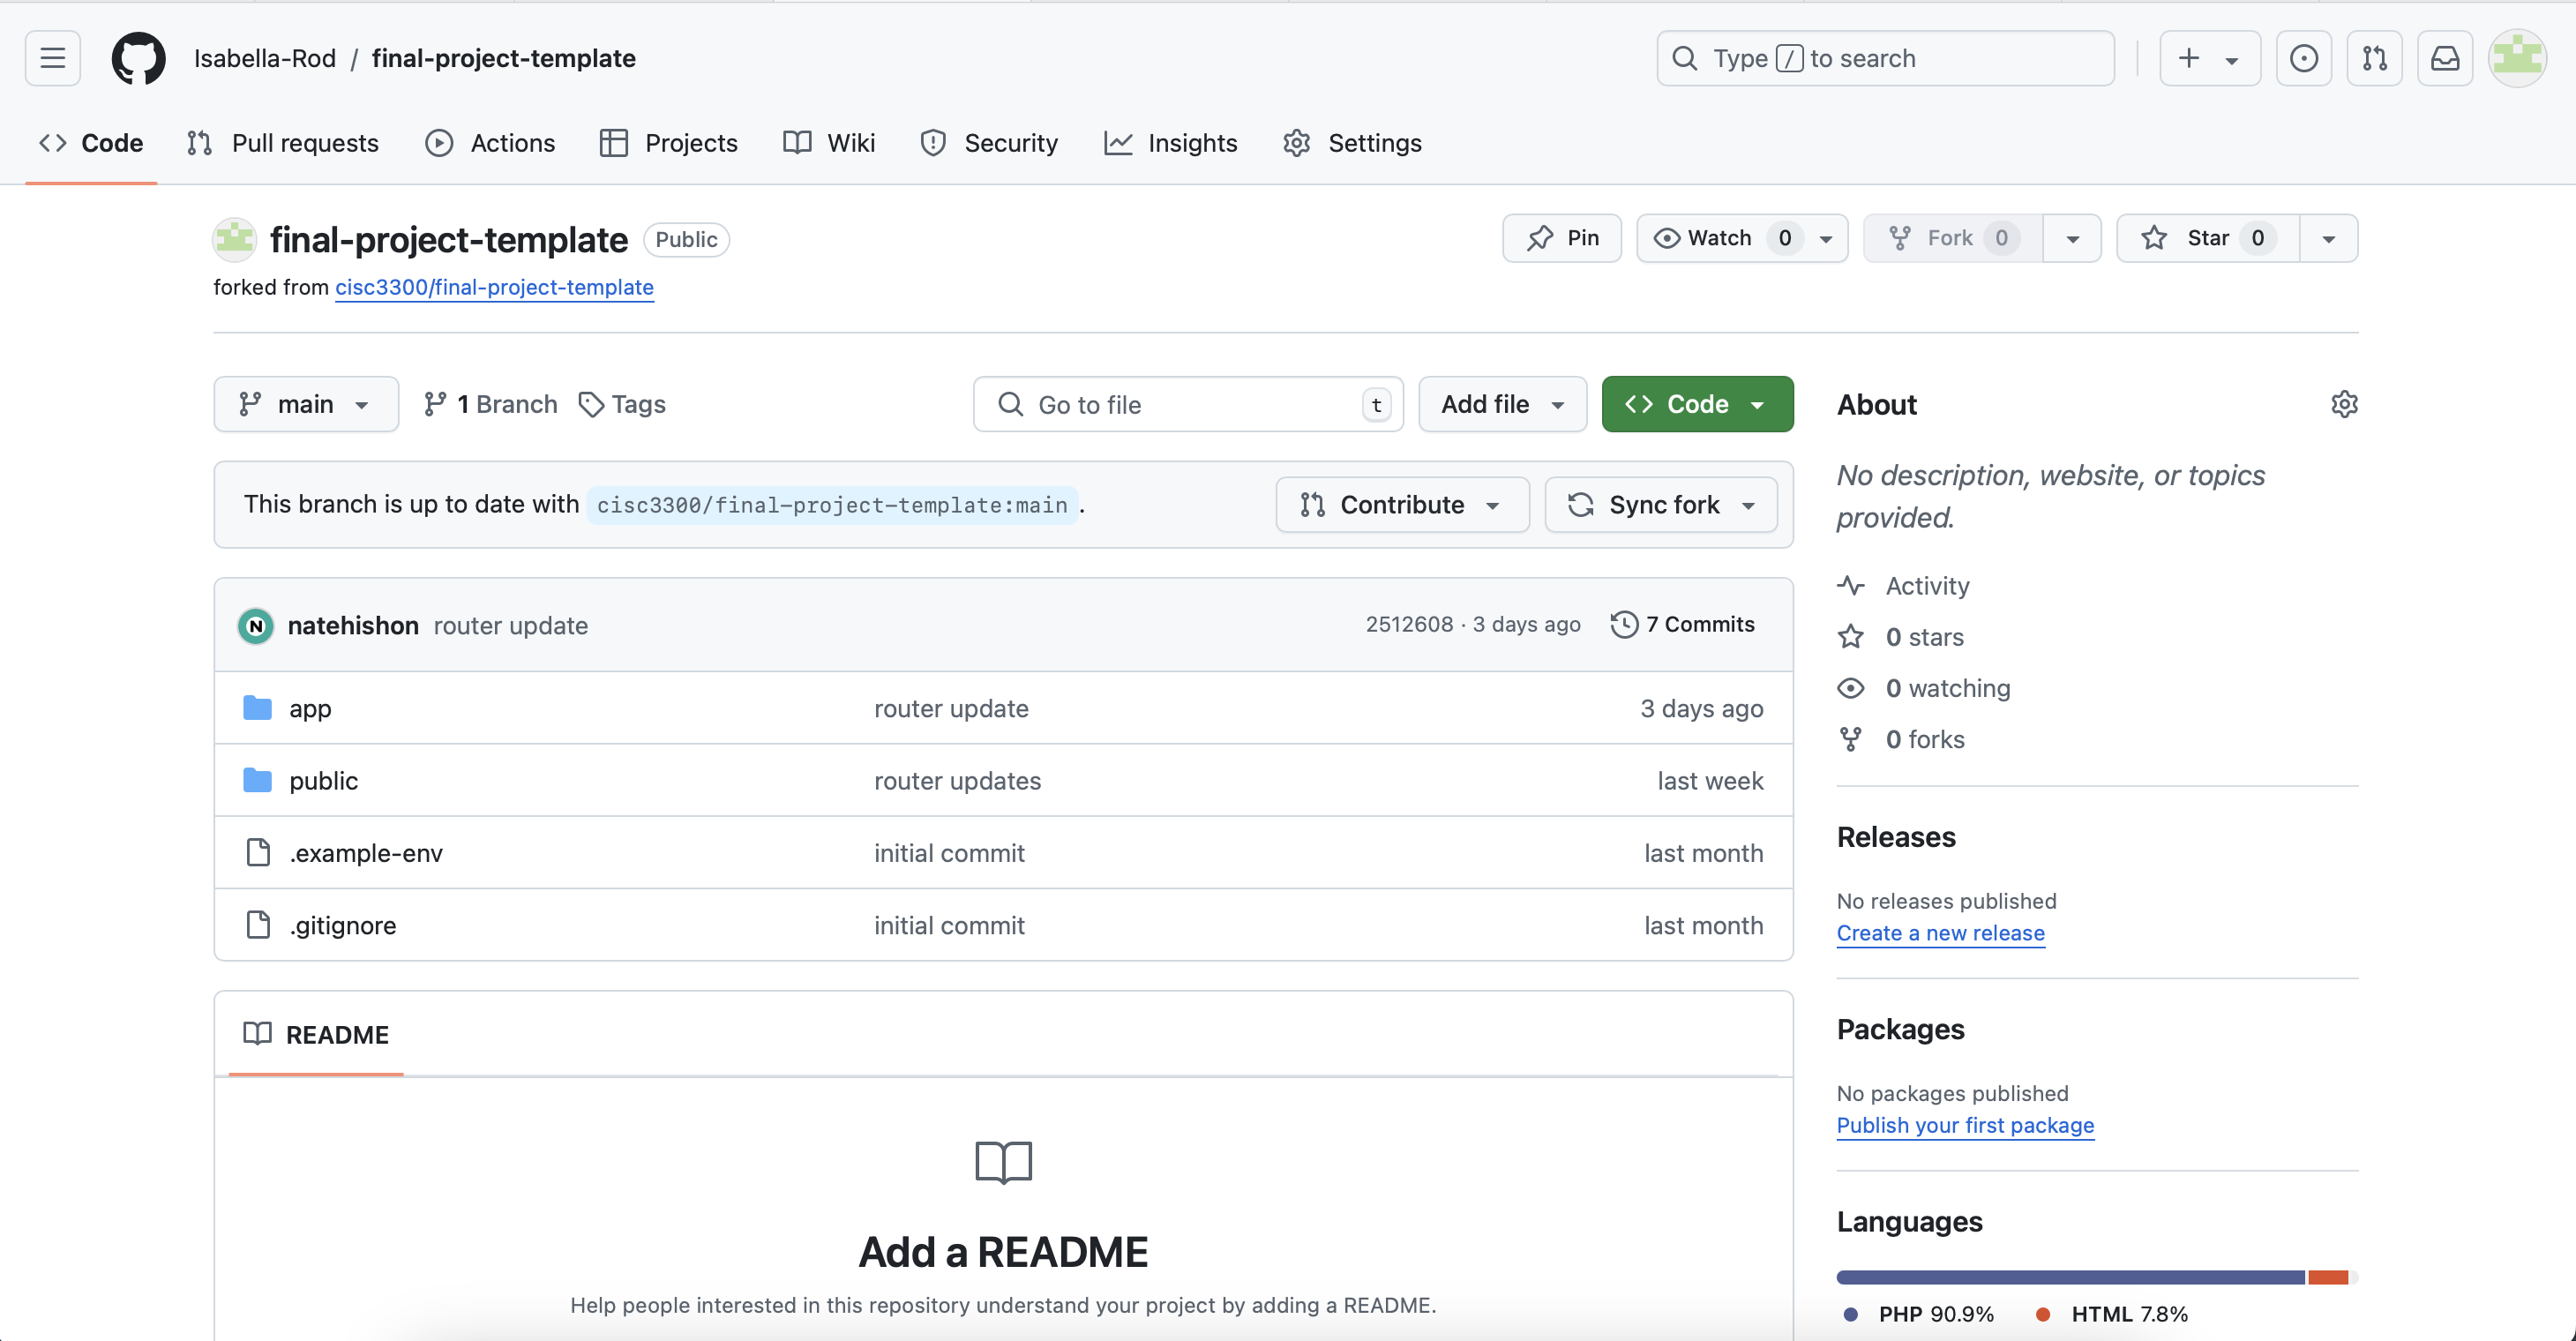 Isabella-Rod / final-project-template
Type / to search
Code Pull requests Actions Projects Wiki Security Insights Settings
final-project-template Public
Pin Watch 0 Fork 0 Star 0
forked from cisc3300/final-project-template
main 1 Branch Tags Go to file t Add file Code
About
No description, website, or topics
provided.
This branch is up to date with cisc3300/final-project-template:main .
Contribute Sync fork
N natehishon router update 2512608 · 3 days ago 7 Commits
app router update 3 days ago
public router updates last week
.example-env initial commit last month
.gitignore initial commit last month
Activity
0 stars
0 watching
0 forks
Releases
No releases published
Create a new release
README
Add a README
Help people interested in this repository understand your project by adding a README.
Packages
No packages published
Publish your first package
Languages
PHP 90.9% HTML 7.8%